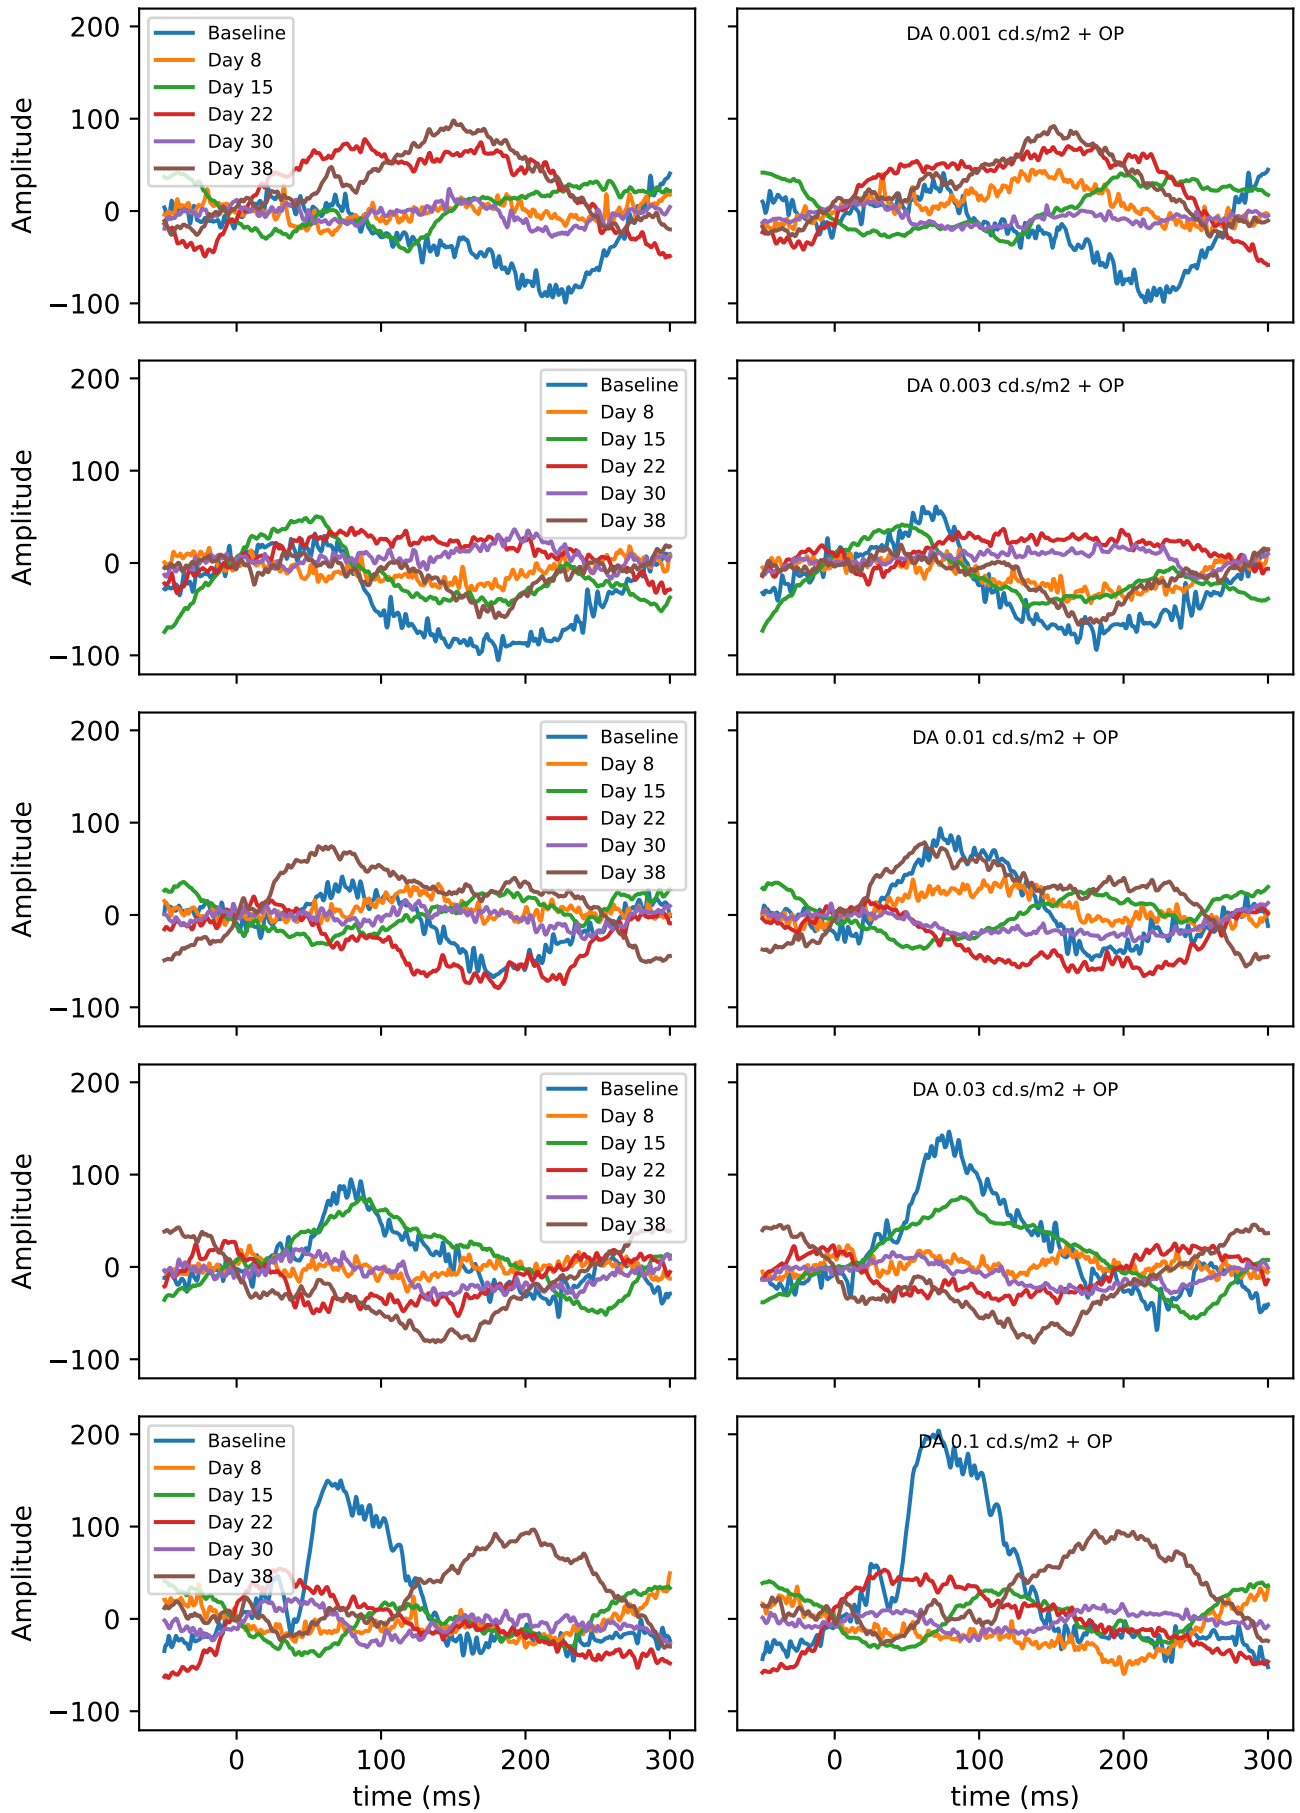 200
100
0
−100
Amplitude
Baseline
Day 8
Day 15
Day 22
Day 30
Day 38
DA 0.001 cd.s/m2 + OP
200
100
0
−100
Amplitude
Baseline
Day 8
Day 15
Day 22
Day 30
Day 38
DA 0.003 cd.s/m2 + OP
200
100
0
−100
Amplitude
Baseline
Day 8
Day 15
Day 22
Day 30
Day 38
DA 0.01 cd.s/m2 + OP
200
100
0
−100
Amplitude
Baseline
Day 8
Day 15
Day 22
Day 30
Day 38
DA 0.03 cd.s/m2 + OP
200
100
0
−100
Amplitude
Baseline
Day 8
Day 15
Day 22
Day 30
Day 38
DA 0.1 cd.s/m2 + OP
0 100 200 300
time (ms)
0 100 200 300
time (ms)